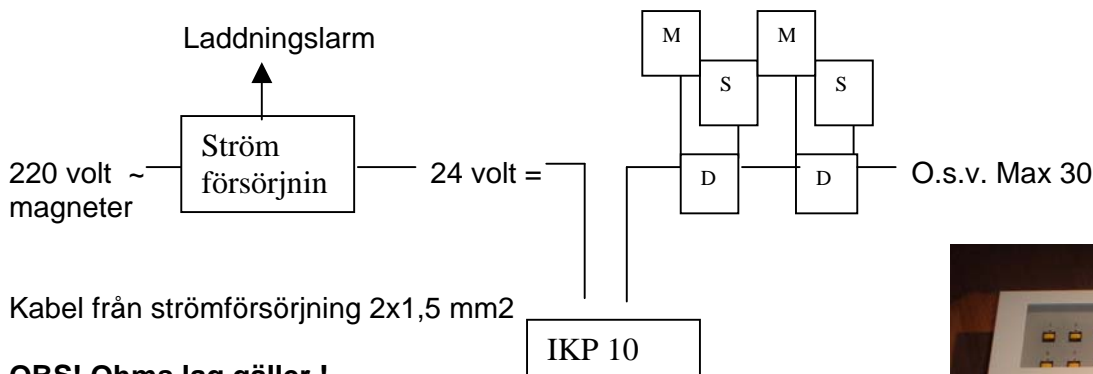 Laddningslarm
M
M
S
S
Ström
försörjnin
220 volt ~
magneter
24 volt =
D
D
O.s.v. Max 30
Kabel från strömförsörjning 2x1,5 mm2
IKP 10
OBS! Ohms lag gäller !